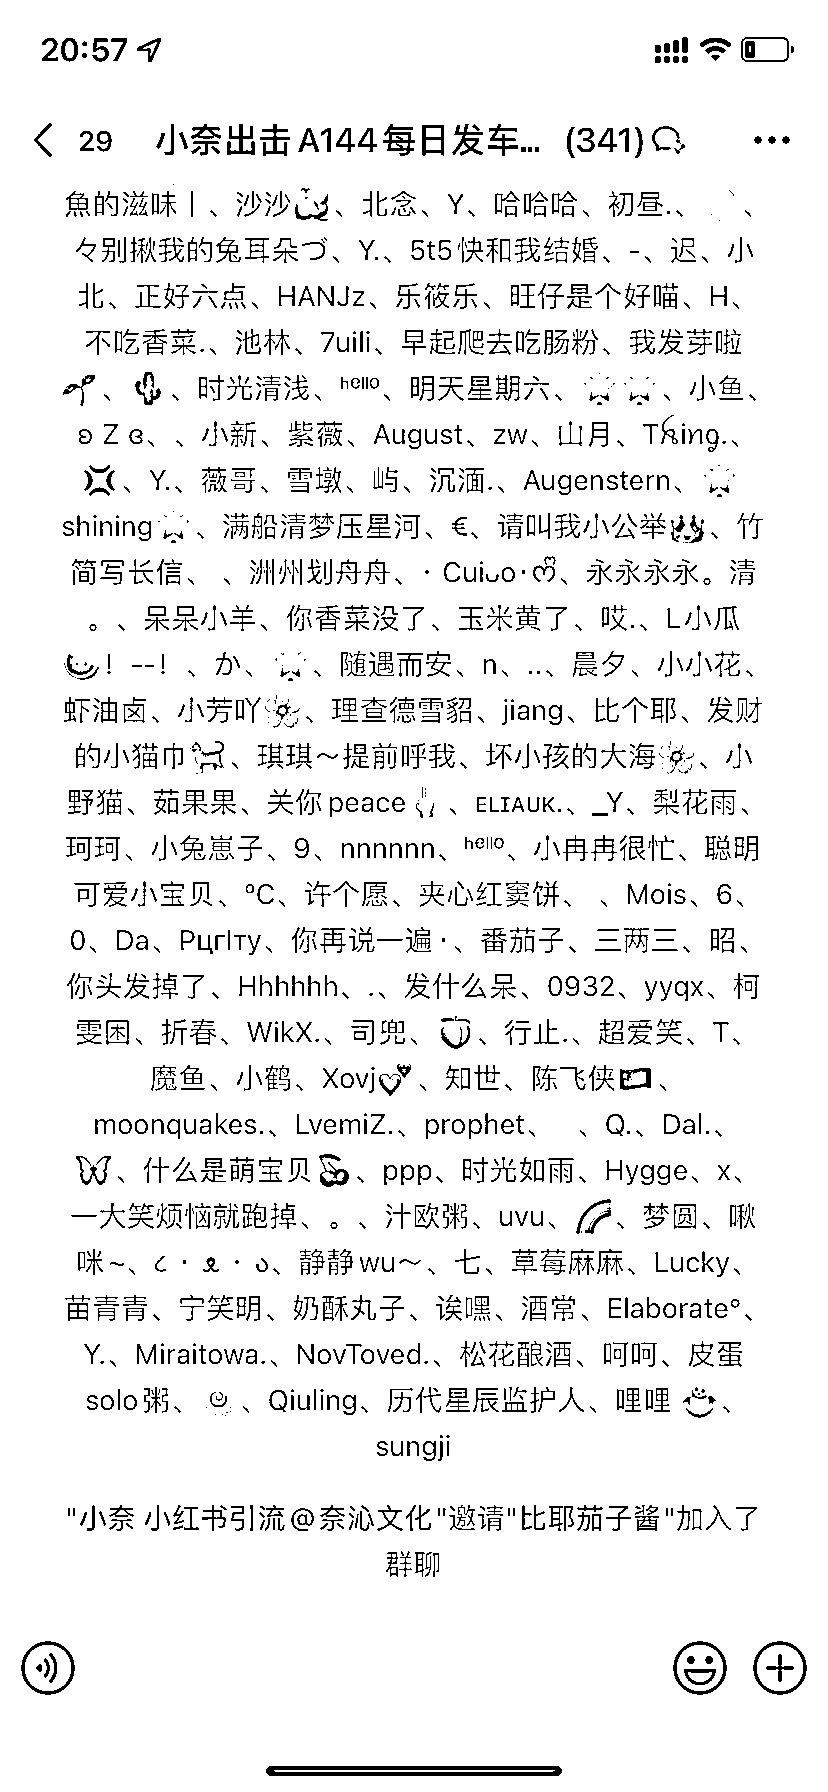 20:57
29 小奈出击A144每日发车... (341)
魚的滋味丨、沙沙、北念、Y、哈哈哈、初昼.、、
々别揪我的兔耳朵づ、Y.、5t5快和我结婚、-、迟、小
北、正好六点、HANJz、乐筱乐、旺仔是个好喵、H、
不吃香菜.、池林、7uili、早起爬去吃肠粉、我发芽啦
🌱、🌵、时光清浅、ʰᵉˡˡᵒ、明天星期六、🌟🌟、小鱼、
ʚ Z ɞ、、小新、紫薇、August、zw、山月、Thing.、
💢、Y.、薇哥、雪墩、屿、沉湎.、Augenstern、🌟
shining🌟、满船清梦压星河、€、请叫我小公举、竹
简写长信、 、洲州划舟舟、· Cuiںo·ო、永永永永。清
。、呆呆小羊、你香菜没了、玉米黄了、哎.、L小瓜
！--！、か、🌟、随遇而安、n、..、晨夕、小小花、
虾油卤、小芳吖🌸、理查德雪貂、jiang、比个耶、发财
的小猫巾🐈、琪琪～提前呼我、坏小孩的大海🌸、小
野猫、茹果果、关你peace、ᴇʟɪᴀᴜᴋ.、_Y、梨花雨、
珂珂、小兔崽子、9、nnnnnn、ʰᵉˡˡᵒ、小冉冉很忙、聪明
可爱小宝贝、°C、许个愿、夹心红窦饼、 、Mois、6、
0、Da、Pцгlту、你再说一遍·、番茄子、三两三、昭、
你头发掉了、Hhhhhh、.、发什么呆、0932、yyqx、柯
雯困、折春、WikX.、司兜、🍑、行止.、超爱笑、T、
魔鱼、小鹤、Xovj💕、知世、陈飞侠、
moonquakes.、LvemiZ.、prophet、 、Q.、Dal.、
🦋、什么是萌宝贝🍒、ppp、时光如雨、Hygge、x、
一大笑烦恼就跑掉、。、汁欧粥、uvu、🌈、梦圆、啾
咪~、૮ · ﻌ · ა、静静wu～、七、草莓麻麻、Lucky、
苗青青、宁笑明、奶酥丸子、诶嘿、酒常、Elaborate°、
Y.、Miraitowa.、NovToved.、松花酿酒、呵呵、皮蛋
solo粥、、Qiuling、历代星辰监护人、哩哩、
sungji
"小奈 小红书引流@奈沁文化"邀请"比耶茄子酱"加入了
群聊